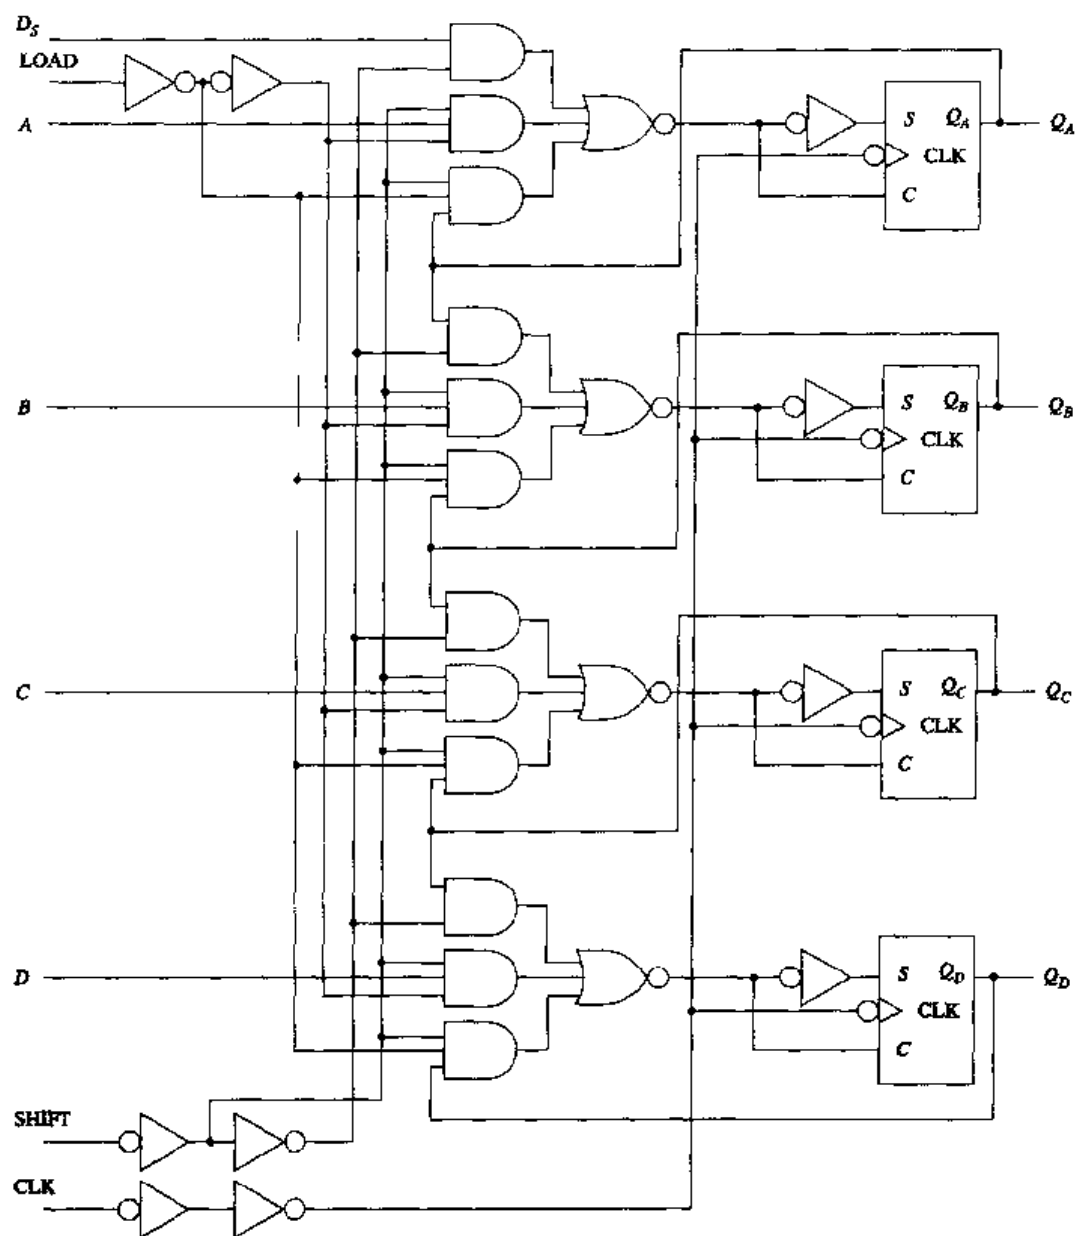 D_S
LOAD
A
S Q_A
CLK
C
Q_A
B
S Q_B
CLK
C
Q_B
C
S Q_C
CLK
C
Q_C
D
S Q_D
CLK
C
Q_D
SHIFT
CLK